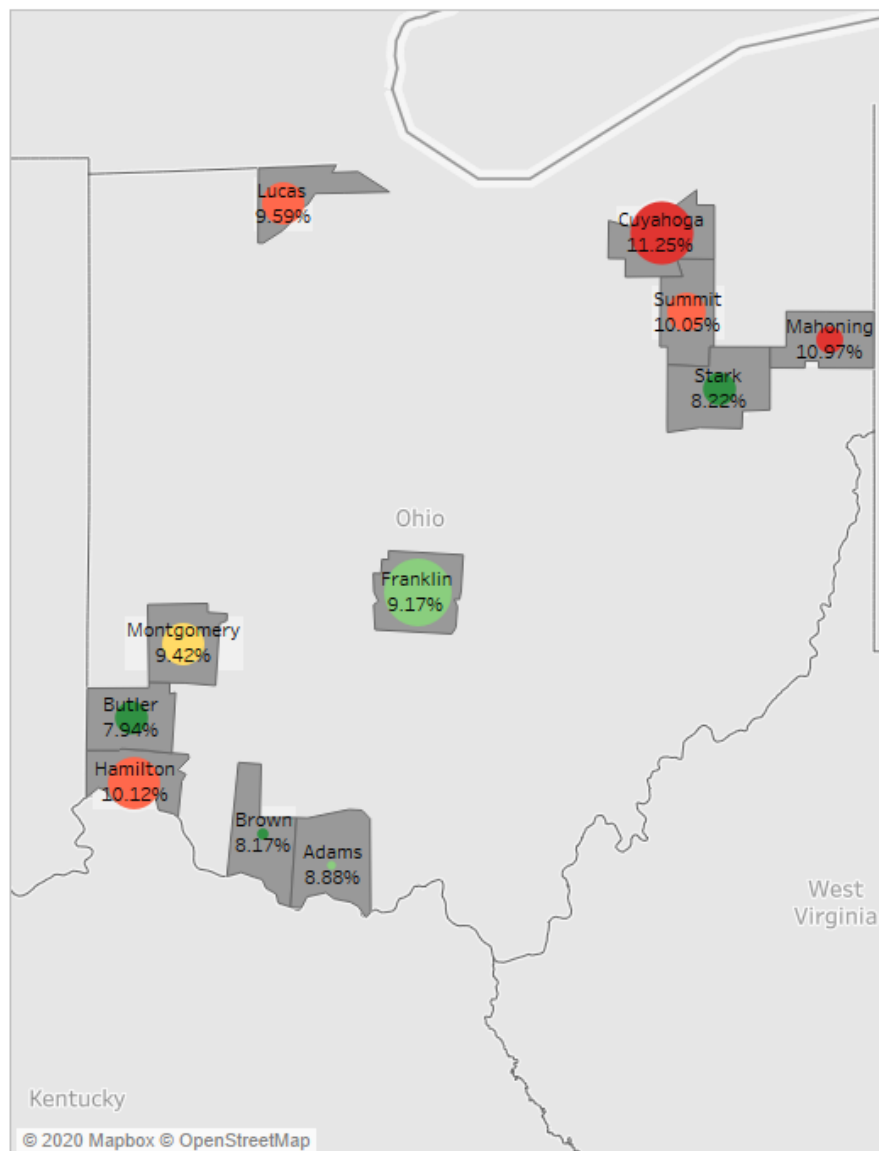 Lucas
9.59%
Cuyahoga
11.25%
Summit
10.05%
Mahoning
10.97%
Stark
8.22%
Ohio
Franklin
9.17%
Montgomery
9.42%
Butler
7.94%
Hamilton
10.12%
Brown
8.17%
Adams
8.88%
West
Virginia
Kentucky
© 2020 Mapbox © OpenStreetMap